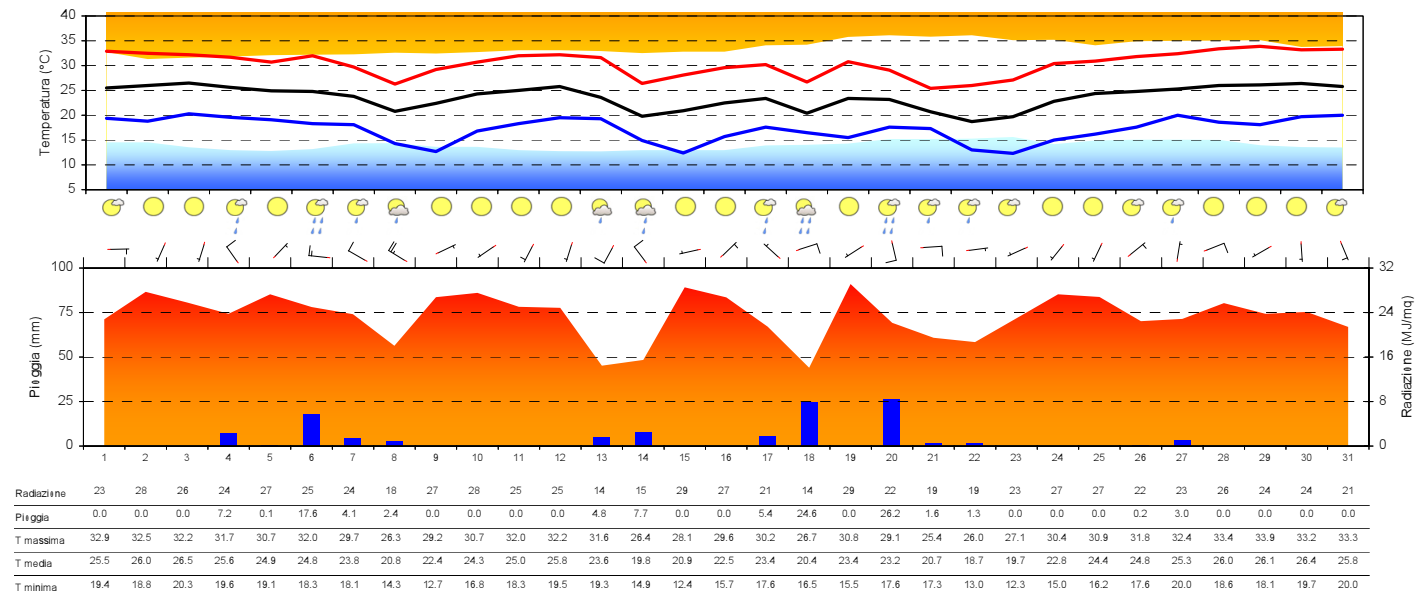 40
35
30
25
20
15
10
5
Temperatura (°C)
100
75
50
25
0
Pioggia (mm)
32
24
16
8
0
Radiazione (MJ/mq)
1 2 3 4 5 6 7 8 9 10 11 12 13 14 15 16 17 18 19 20 21 22 23 24 25 26 27 28 29 30 31
Radiazione 23 28 26 24 27 25 24 18 27 28 25 25 14 15 29 27 21 14 29 22 19 19 23 27 27 22 23 26 24 24 21
Pioggia 0.0 0.0 0.0 7.2 0.1 17.6 4.1 2.4 0.0 0.0 0.0 0.0 4.8 7.7 0.0 0.0 5.4 24.6 0.0 26.2 1.6 1.3 0.0 0.0 0.0 0.2 3.0 0.0 0.0 0.0 0.0
T massima 32.9 32.5 32.2 31.7 30.7 32.0 29.7 26.3 29.2 30.7 32.0 32.2 31.6 26.4 28.1 29.6 30.2 26.7 30.8 29.1 25.4 26.0 27.1 30.4 30.9 31.8 32.4 33.4 33.9 33.2 33.3
T media 25.5 26.0 26.5 25.6 24.9 24.8 23.8 20.8 22.4 24.3 25.0 25.8 23.6 19.8 20.9 22.5 23.4 20.4 23.4 23.2 20.7 18.7 19.7 22.8 24.4 24.8 25.3 26.0 26.1 26.4 25.8
T minima 19.4 18.8 20.3 19.6 19.1 18.3 18.1 14.3 12.7 16.8 18.3 19.5 19.3 14.9 12.4 15.7 17.6 16.5 15.5 17.6 17.3 13.0 12.3 15.0 16.2 17.6 20.0 18.6 18.1 19.7 20.0